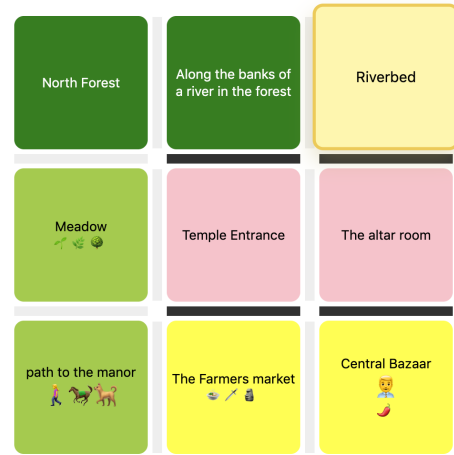 North Forest
Along the banks of
a river in the forest
Riverbed
Meadow
Temple Entrance
The altar room
path to the manor
The Farmers market
Central Bazaar